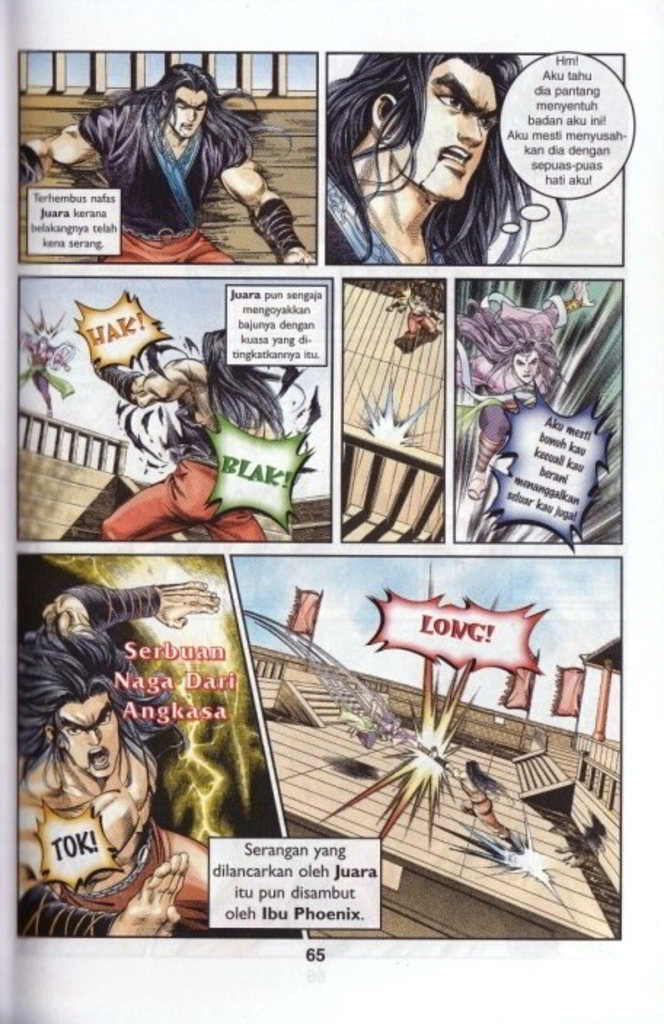 Terhembus nafas
Juara kerana
belakangnya telah
kena serang.
Hm!
Aku tahu
dia pantang
menyentuh
badan aku ini!
Aku mesti menyusah-
kan dia dengan
sepuas-puas
hati aku!
HAK!
Juara pun sengaja
mengoyakkan
bajunya dengan
kuasa yang di-
tingkatkannya itu.
BLAK!
Aku mesti
bunuh kau
kecuali kau
berani
menanggalkan
seluar kau juga!
Serbuan
Naga Dari
Angkasa
TOK!
LONG!
Serangan yang
dilancarkan oleh Juara
itu pun disambut
oleh Ibu Phoenix.
65